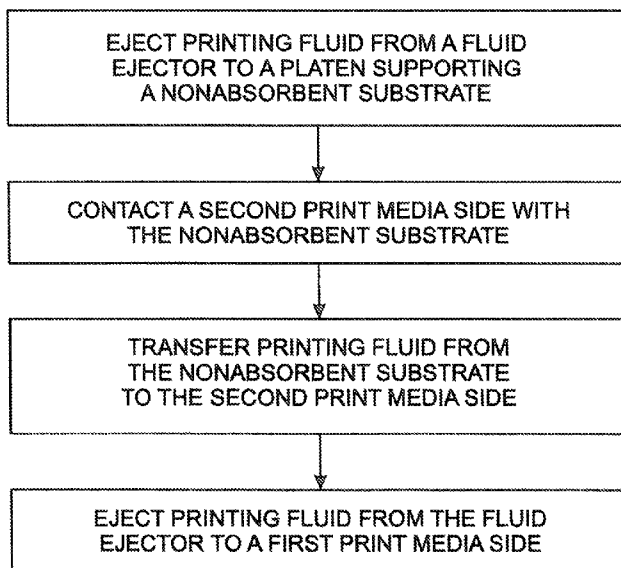 EJECT PRINTING FLUID FROM A FLUID
EJECTOR TO A PLATEN SUPPORTING
A NONABSORBENT SUBSTRATE
CONTACT A SECOND PRINT MEDIA SIDE WITH
THE NONABSORBENT SUBSTRATE
TRANSFER PRINTING FLUID FROM
THE NONABSORBENT SUBSTRATE
TO THE SECOND PRINT MEDIA SIDE
EJECT PRINTING FLUID FROM THE FLUID
EJECTOR TO A FIRST PRINT MEDIA SIDE